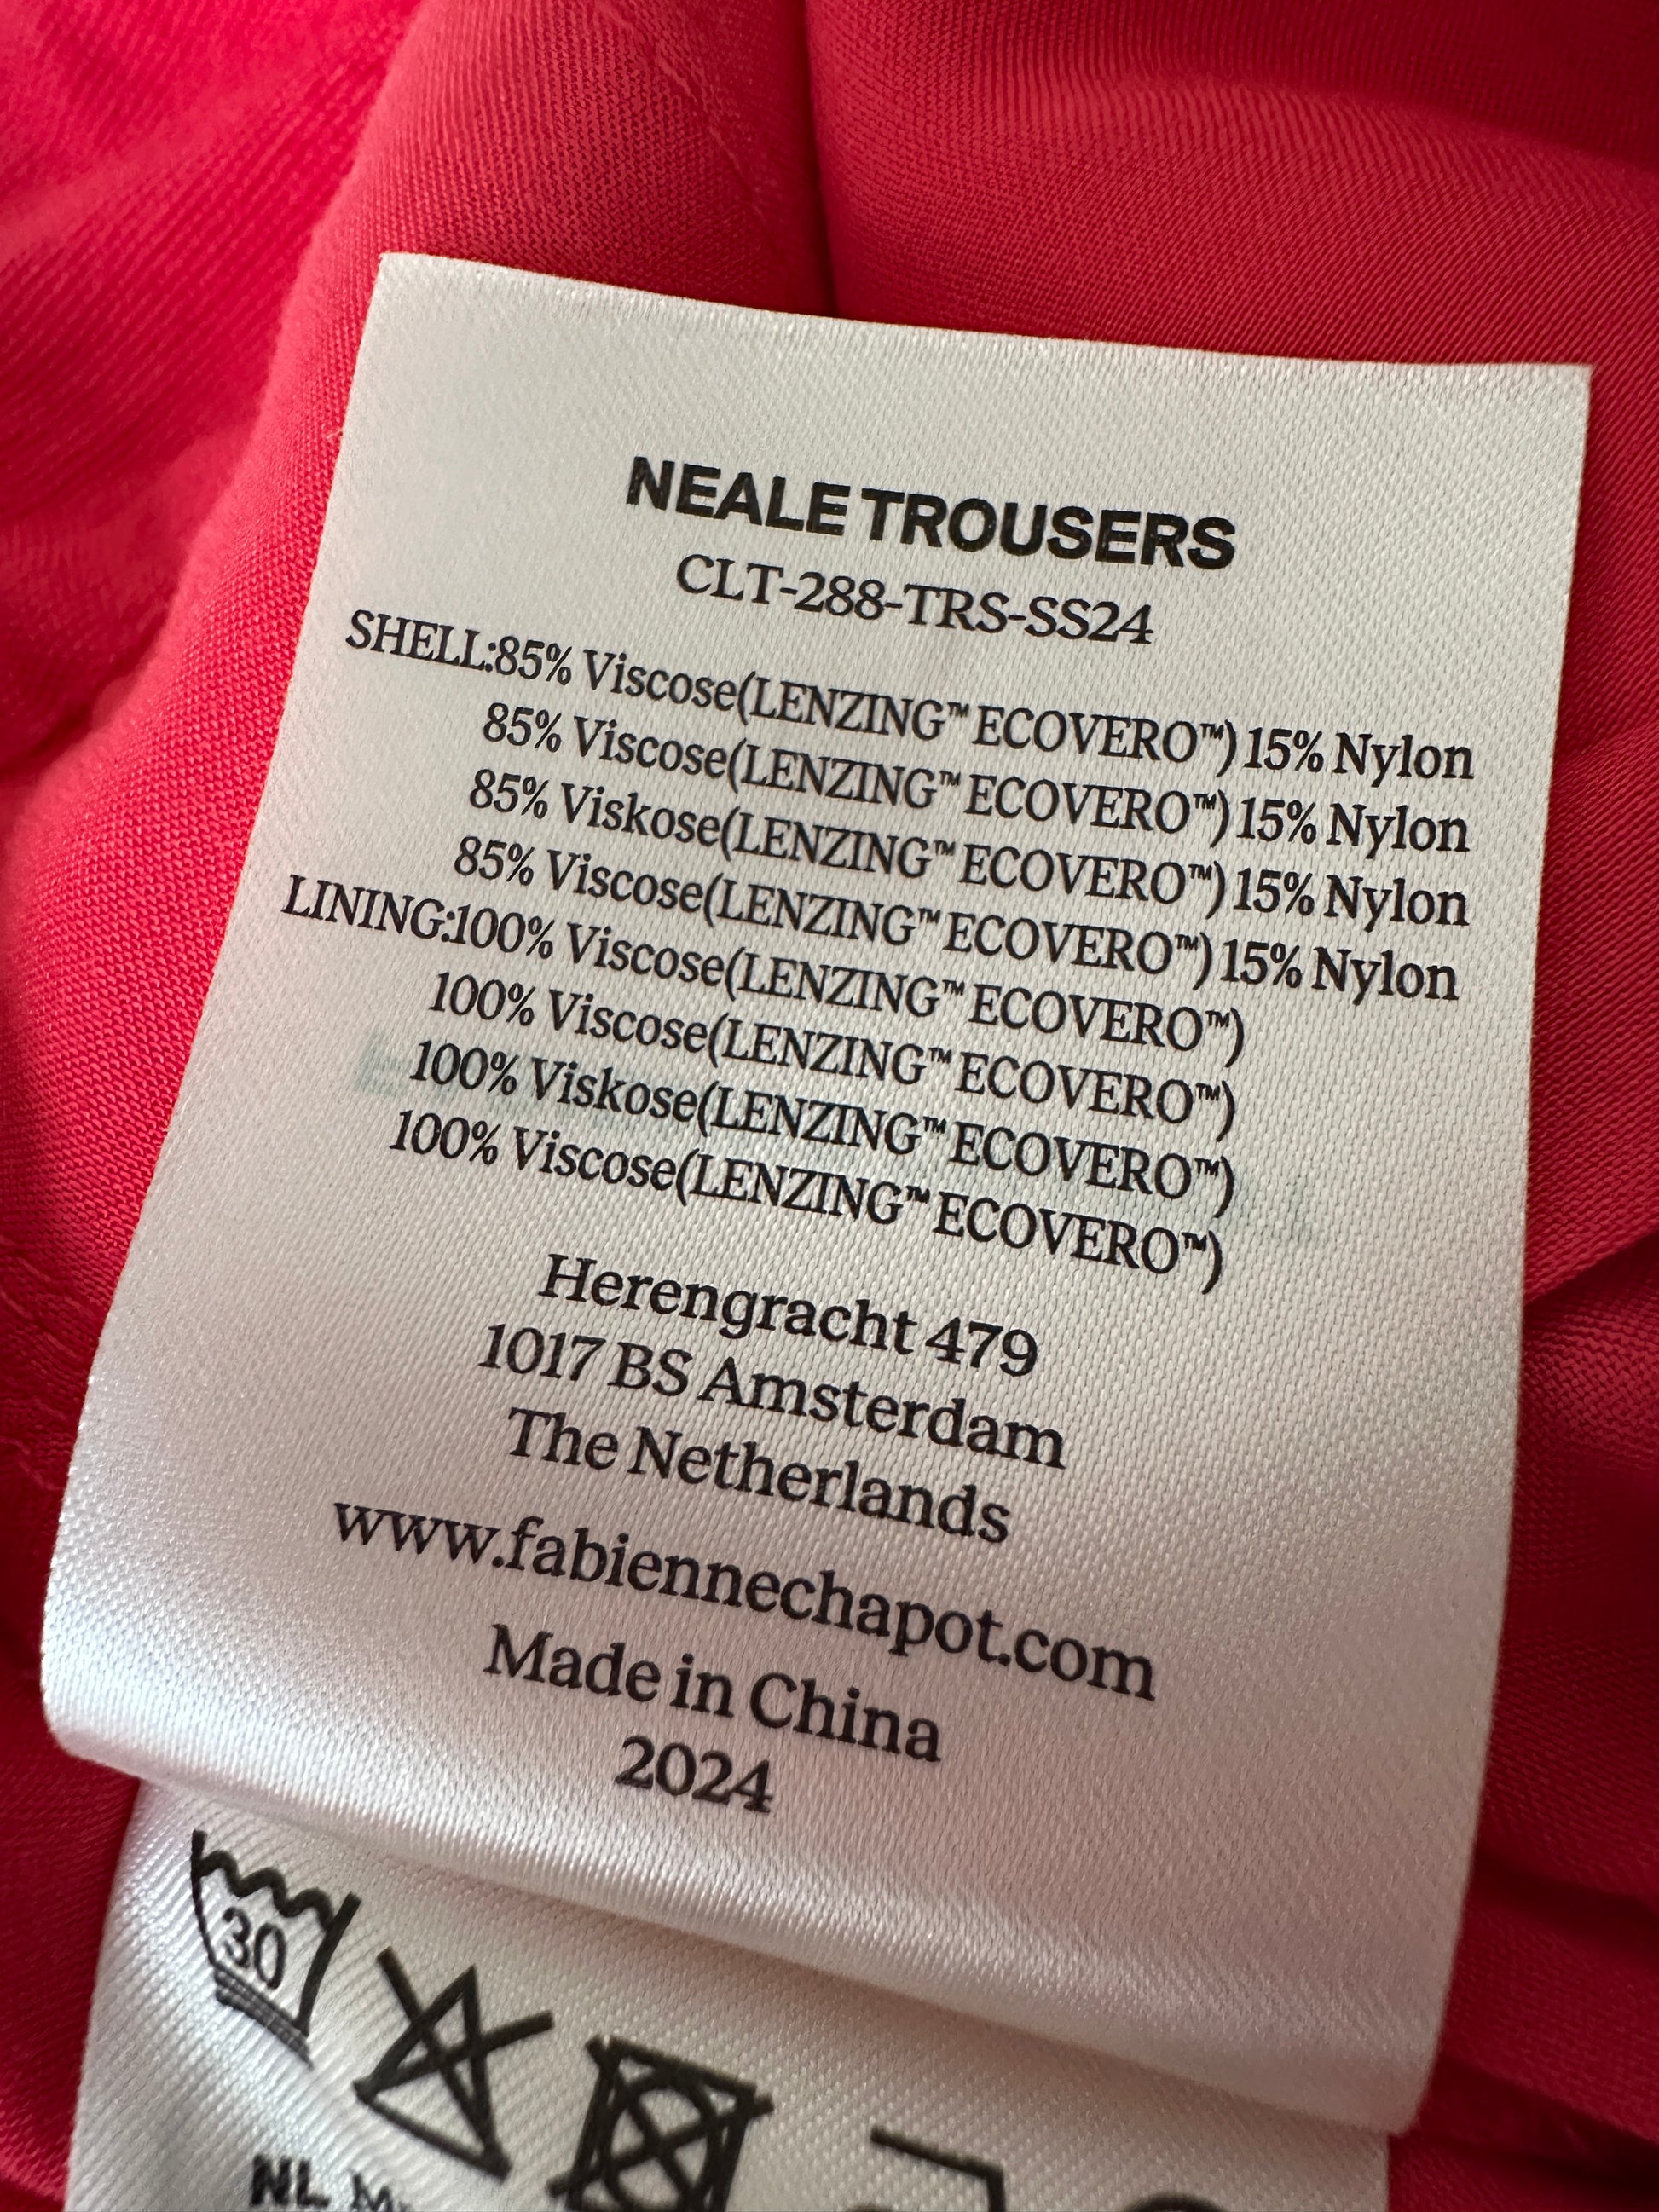 NEALE TROUSERS
CLT-288-TRS-SS24
SHELL:85% Viscose(LENZING™ ECOVERO™) 15% Nylon
85% Viscose(LENZING™ ECOVERO™) 15% Nylon
85% Viskose(LENZING™ ECOVERO™) 15% Nylon
85% Viscose(LENZING™ ECOVERO™) 15% Nylon
LINING:100% Viscose(LENZING™ ECOVERO™)
100% Viscose(LENZING™ ECOVERO™)
100% Viskose(LENZING™ ECOVERO™)
100% Viscose(LENZING™ ECOVERO™)
Herengracht 479
1017 BS Amsterdam
The Netherlands
www.fabiennechapot.com
Made in China
2024
30
NL